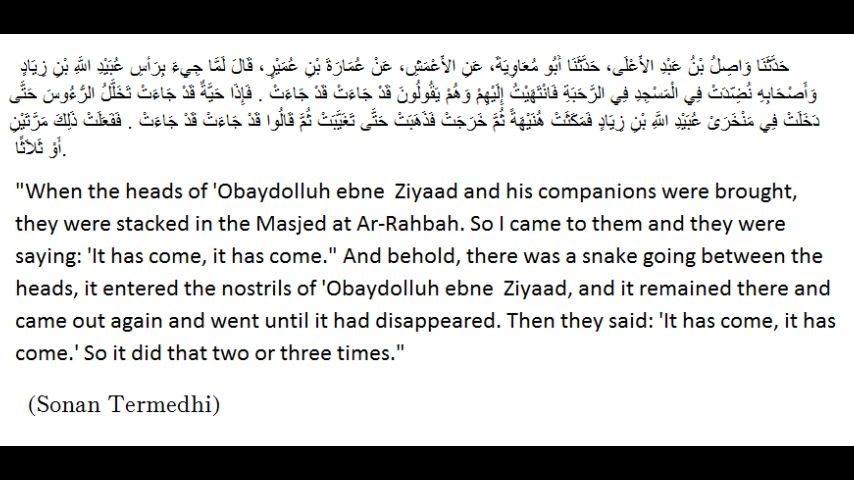 حَدَّثَنَا وَاصِلُ بْنُ عَبْدِ الأَعْلَى، حَدَّثَنَا أَبُو مُعَاوِيَةَ، عَنِ الأَعْمَشِ، عَنْ عُمَارَةَ بْنِ عُمَيْرٍ، قَالَ لَمَّا جِيءَ بِرَأْسِ عُبَيْدِ اللَّهِ بْنِ زِيَادٍ
وَأَصْحَابِهِ نُضِدَتْ فِي الْمَسْجِدِ فِي الرَّحَبَةِ فَانْتَهَيْتُ إِلَيْهِمْ وَهُمْ يَقُولُونَ قَدْ جَاءَتْ قَدْ جَاءَتْ . فَإِذَا حَيَّةٌ قَدْ جَاءَتْ تَخَلَّلُ الرُّءُوسَ حَتَّى
دَخَلَتْ فِي مَنْخَرَىْ عُبَيْدِ اللَّهِ بْنِ زِيَادٍ فَمَكَثَتْ هُنَيْهَةً ثُمَّ خَرَجَتْ فَذَهَبَتْ حَتَّى تَغَيَّبَتْ ثُمَّ قَالُوا قَدْ جَاءَتْ قَدْ جَاءَتْ . فَفَعَلَتْ ذَلِكَ مَرَّتَيْنِ
أَوْ ثَلاَثًا.
"When the heads of 'Obaydolluh ebne Ziyaad and his companions were brought,
they were stacked in the Masjed at Ar-Rahbah. So I came to them and they were
saying: 'It has come, it has come." And behold, there was a snake going between the
heads, it entered the nostrils of 'Obaydolluh ebne Ziyaad, and it remained there and
came out again and went until it had disappeared. Then they said: 'It has come, it has
come.' So it did that two or three times."
(Sonan Termedhi)